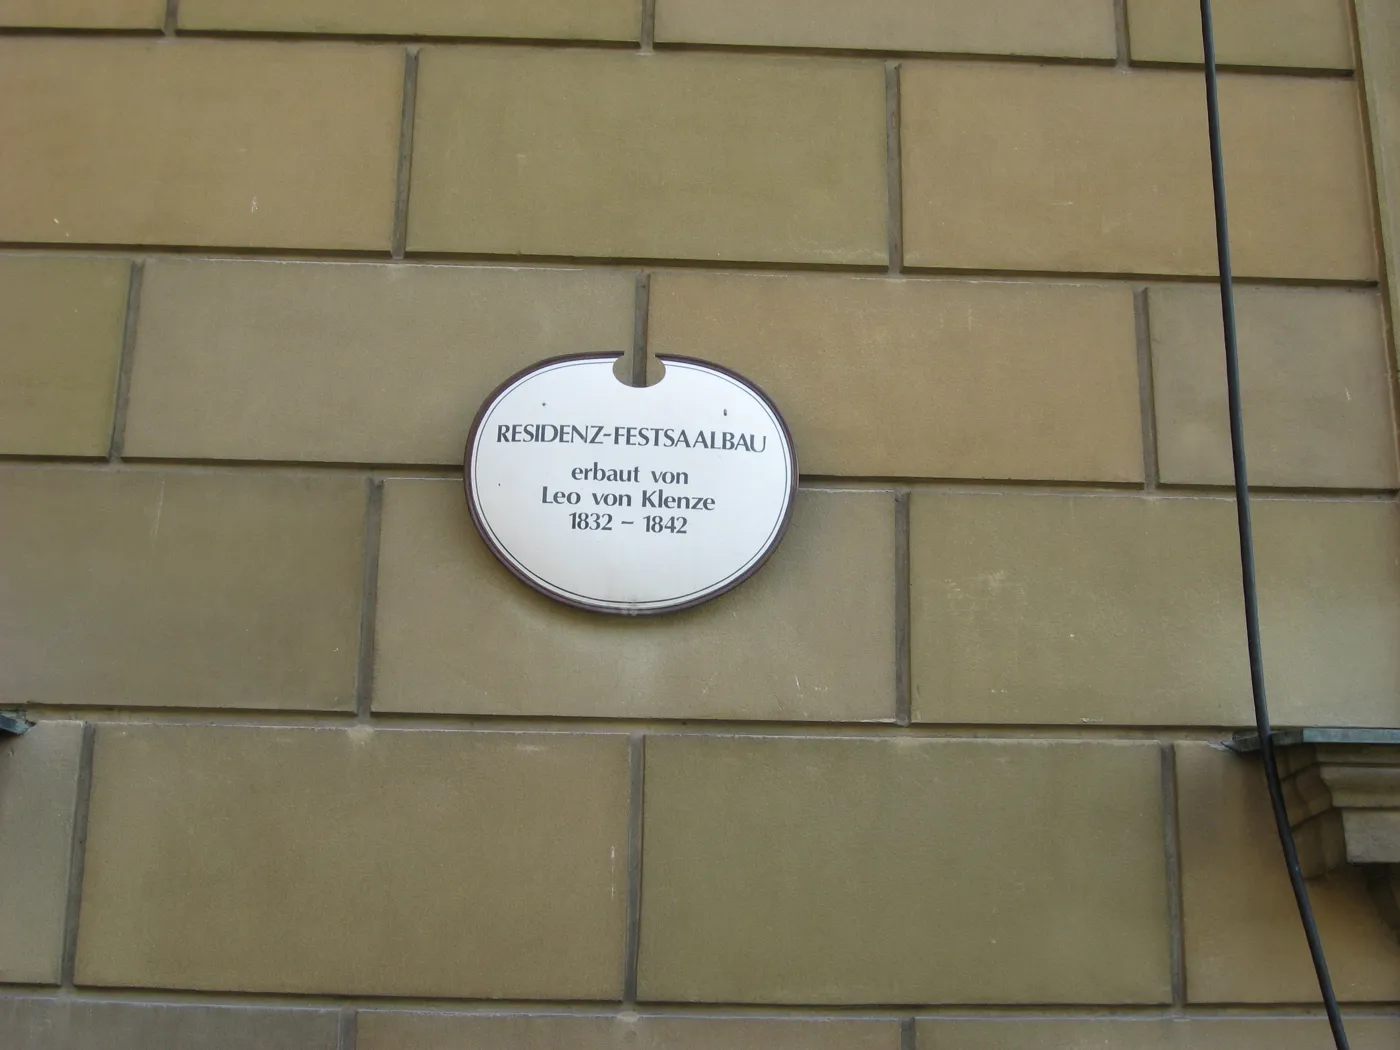 RESIDENZ-FESTSAALBAU
erbaut von
Leo von Klenze
1832 – 1842